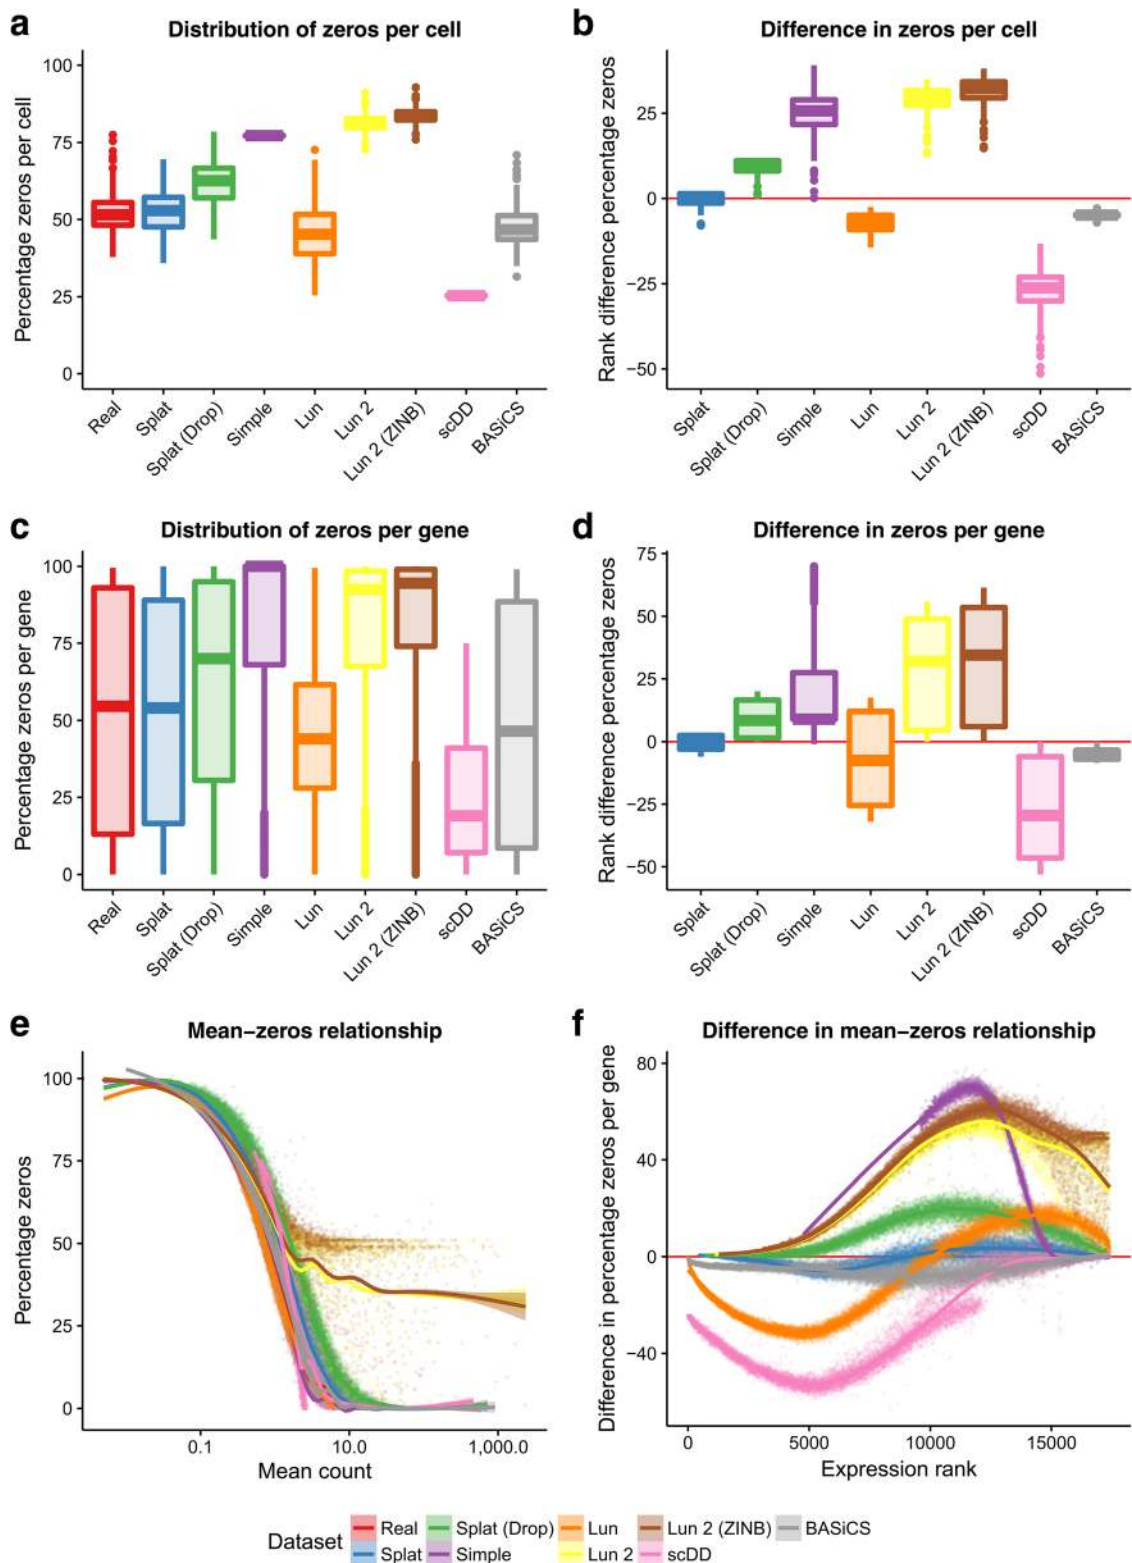 a
Distribution of zeros per cell
Percentage zeros per cell
100
75
50
25
0
Real
Splat
Splat (Drop)
Simple
Lun
Lun 2
Lun 2 (ZINB)
scDD
BASiCS
b
Difference in zeros per cell
Rank difference percentage zeros
25
0
−25
−50
Splat
Splat (Drop)
Simple
Lun
Lun 2
Lun 2 (ZINB)
scDD
BASiCS
c
Distribution of zeros per gene
Percentage zeros per gene
100
75
50
25
0
Real
Splat
Splat (Drop)
Simple
Lun
Lun 2
Lun 2 (ZINB)
scDD
BASiCS
d
Difference in zeros per gene
Rank difference percentage zeros
75
50
25
0
−25
−50
Splat
Splat (Drop)
Simple
Lun
Lun 2
Lun 2 (ZINB)
scDD
BASiCS
e
Mean−zeros relationship
Percentage zeros
100
75
50
25
0
0.1
10.0
1,000.0
Mean count
f
Difference in mean−zeros relationship
Difference in percentage zeros per gene
80
40
0
−40
0
5000
10000
15000
Expression rank
Dataset
Real
Splat (Drop)
Lun
Lun 2 (ZINB)
BASiCS
Splat
Simple
Lun 2
scDD